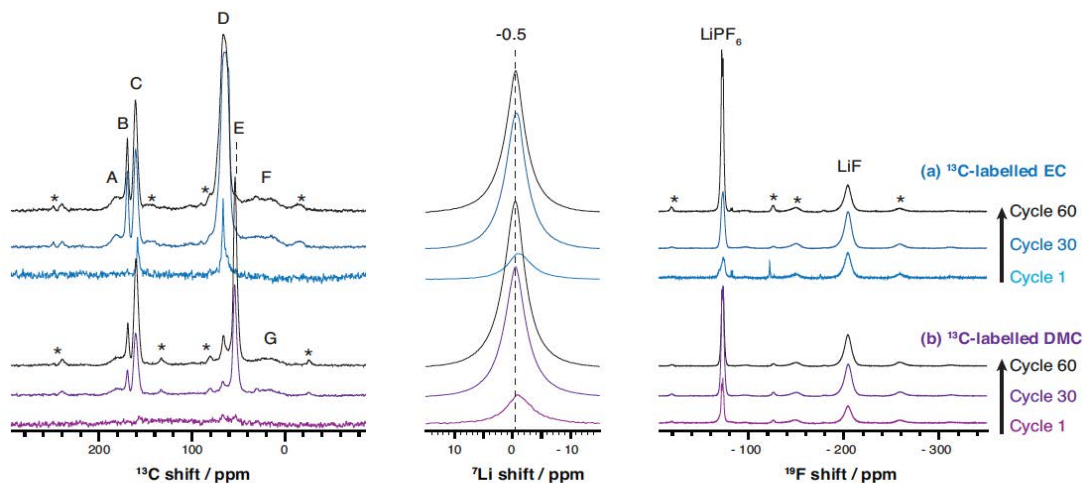 D
-0.5
LiPF6
C
B
E
A
F
LiF
(a) ¹³C-labelled EC
* * * *
* * * *
Cycle 60
Cycle 30
Cycle 1
G
(b) ¹³C-labelled DMC
* * * *
Cycle 60
Cycle 30
Cycle 1
200 100 0
10 0 -10
- 100 - 200 - 300
¹³C shift / ppm
⁷Li shift / ppm
¹⁹F shift / ppm